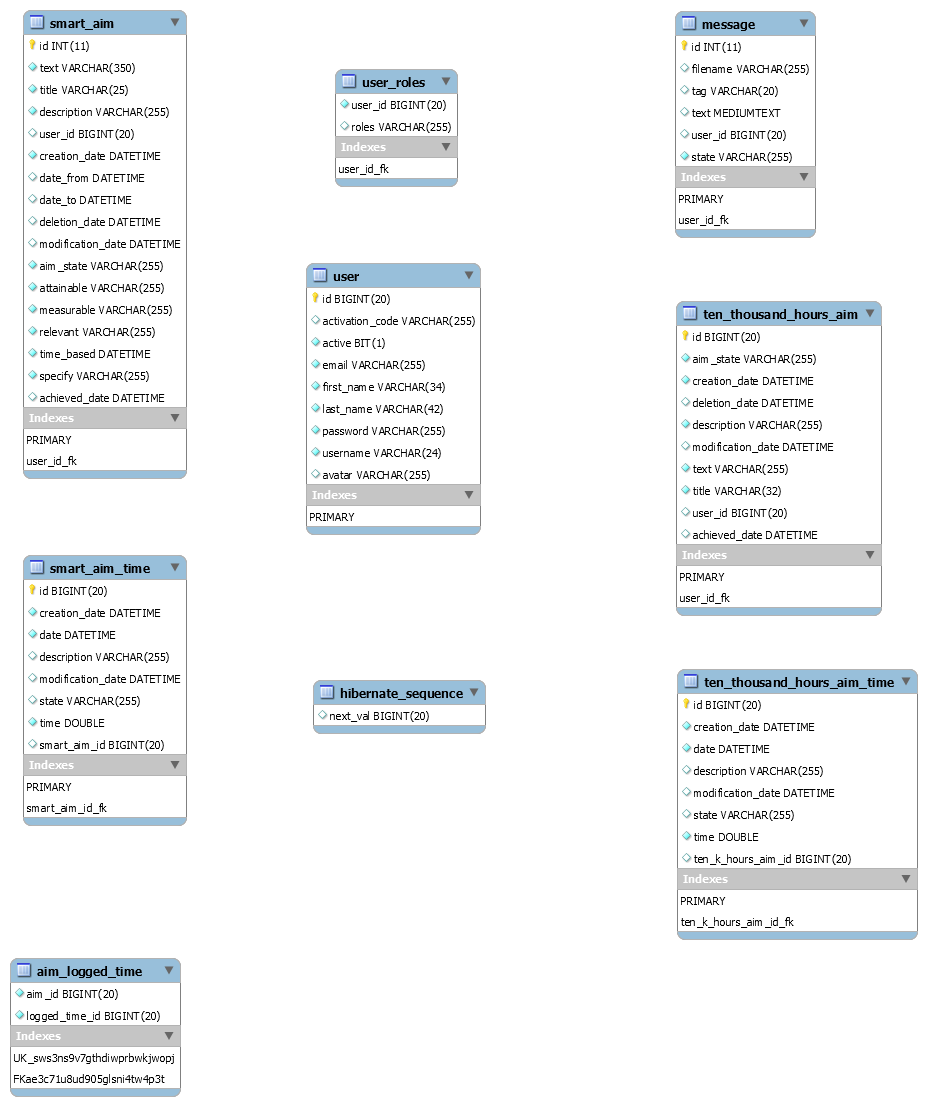 smart_aim
id INT(11)
text VARCHAR(350)
title VARCHAR(25)
description VARCHAR(255)
user_id BIGINT(20)
creation_date DATETIME
date_from DATETIME
date_to DATETIME
deletion_date DATETIME
modification_date DATETIME
aim_state VARCHAR(255)
attainable VARCHAR(255)
measurable VARCHAR(255)
relevant VARCHAR(255)
time_based DATETIME
specify VARCHAR(255)
achieved_date DATETIME
Indexes
PRIMARY
user_id_fk
user_roles
user_id BIGINT(20)
roles VARCHAR(255)
Indexes
user_id_fk
message
id INT(11)
filename VARCHAR(255)
tag VARCHAR(20)
text MEDIUMTEXT
user_id BIGINT(20)
state VARCHAR(255)
Indexes
PRIMARY
user_id_fk
user
id BIGINT(20)
activation_code VARCHAR(255)
active BIT(1)
email VARCHAR(255)
first_name VARCHAR(34)
last_name VARCHAR(42)
password VARCHAR(255)
username VARCHAR(24)
avatar VARCHAR(255)
Indexes
PRIMARY
ten_thousand_hours_aim
id BIGINT(20)
aim_state VARCHAR(255)
creation_date DATETIME
deletion_date DATETIME
description VARCHAR(255)
modification_date DATETIME
text VARCHAR(255)
title VARCHAR(32)
user_id BIGINT(20)
achieved_date DATETIME
Indexes
PRIMARY
user_id_fk
smart_aim_time
id BIGINT(20)
creation_date DATETIME
date DATETIME
description VARCHAR(255)
modification_date DATETIME
state VARCHAR(255)
time DOUBLE
smart_aim_id BIGINT(20)
Indexes
PRIMARY
smart_aim_id_fk
hibernate_sequence
next_val BIGINT(20)
ten_thousand_hours_aim_time
id BIGINT(20)
creation_date DATETIME
date DATETIME
description VARCHAR(255)
modification_date DATETIME
state VARCHAR(255)
time DOUBLE
ten_k_hours_aim_id BIGINT(20)
Indexes
PRIMARY
ten_k_hours_aim_id_fk
aim_logged_time
aim_id BIGINT(20)
logged_time_id BIGINT(20)
Indexes
UK_sws3ns9v7gthdiwprbwkjwopj
FKae3c71u8ud905glsni4tw4p3t